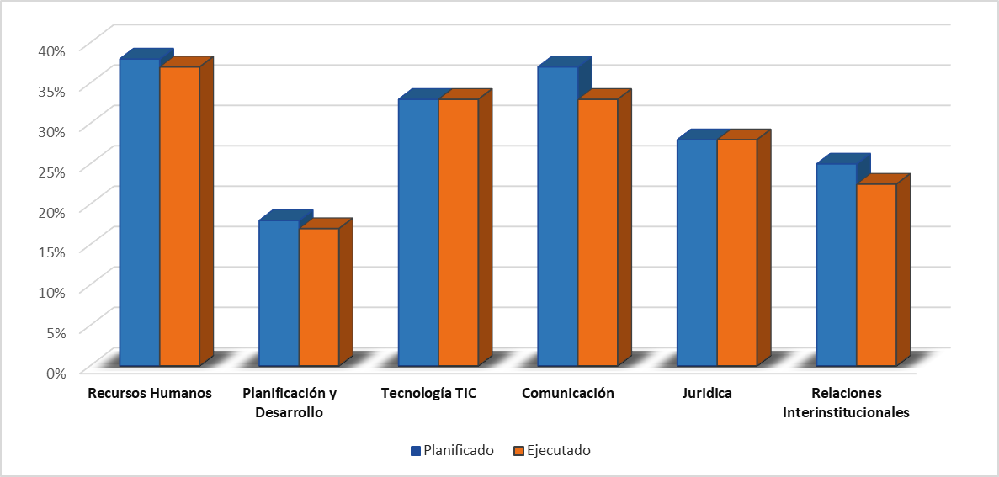 40%
35%
30%
25%
20%
15%
10%
5%
0%
Recursos Humanos
Planificación y
Desarrollo
Tecnología TIC
Comunicación
Juridica
Relaciones
Interinstitucionales
Planificado
Ejecutado